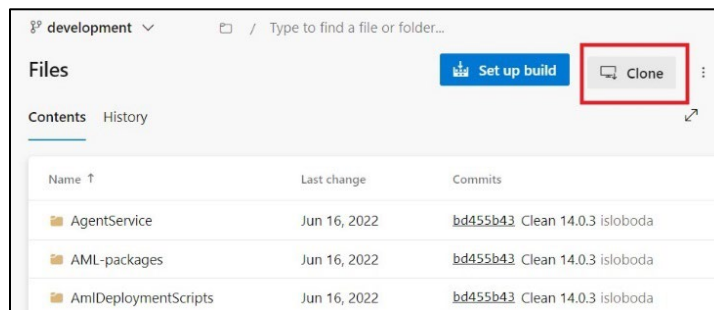 development / Type to find a file or folder...
Files Set up build Clone
Contents History
Name ↑ Last change Commits
AgentService Jun 16, 2022 bd455b43 Clean 14.0.3 isloboda
AML-packages Jun 16, 2022 bd455b43 Clean 14.0.3 isloboda
AmlDeploymentScripts Jun 16, 2022 bd455b43 Clean 14.0.3 isloboda